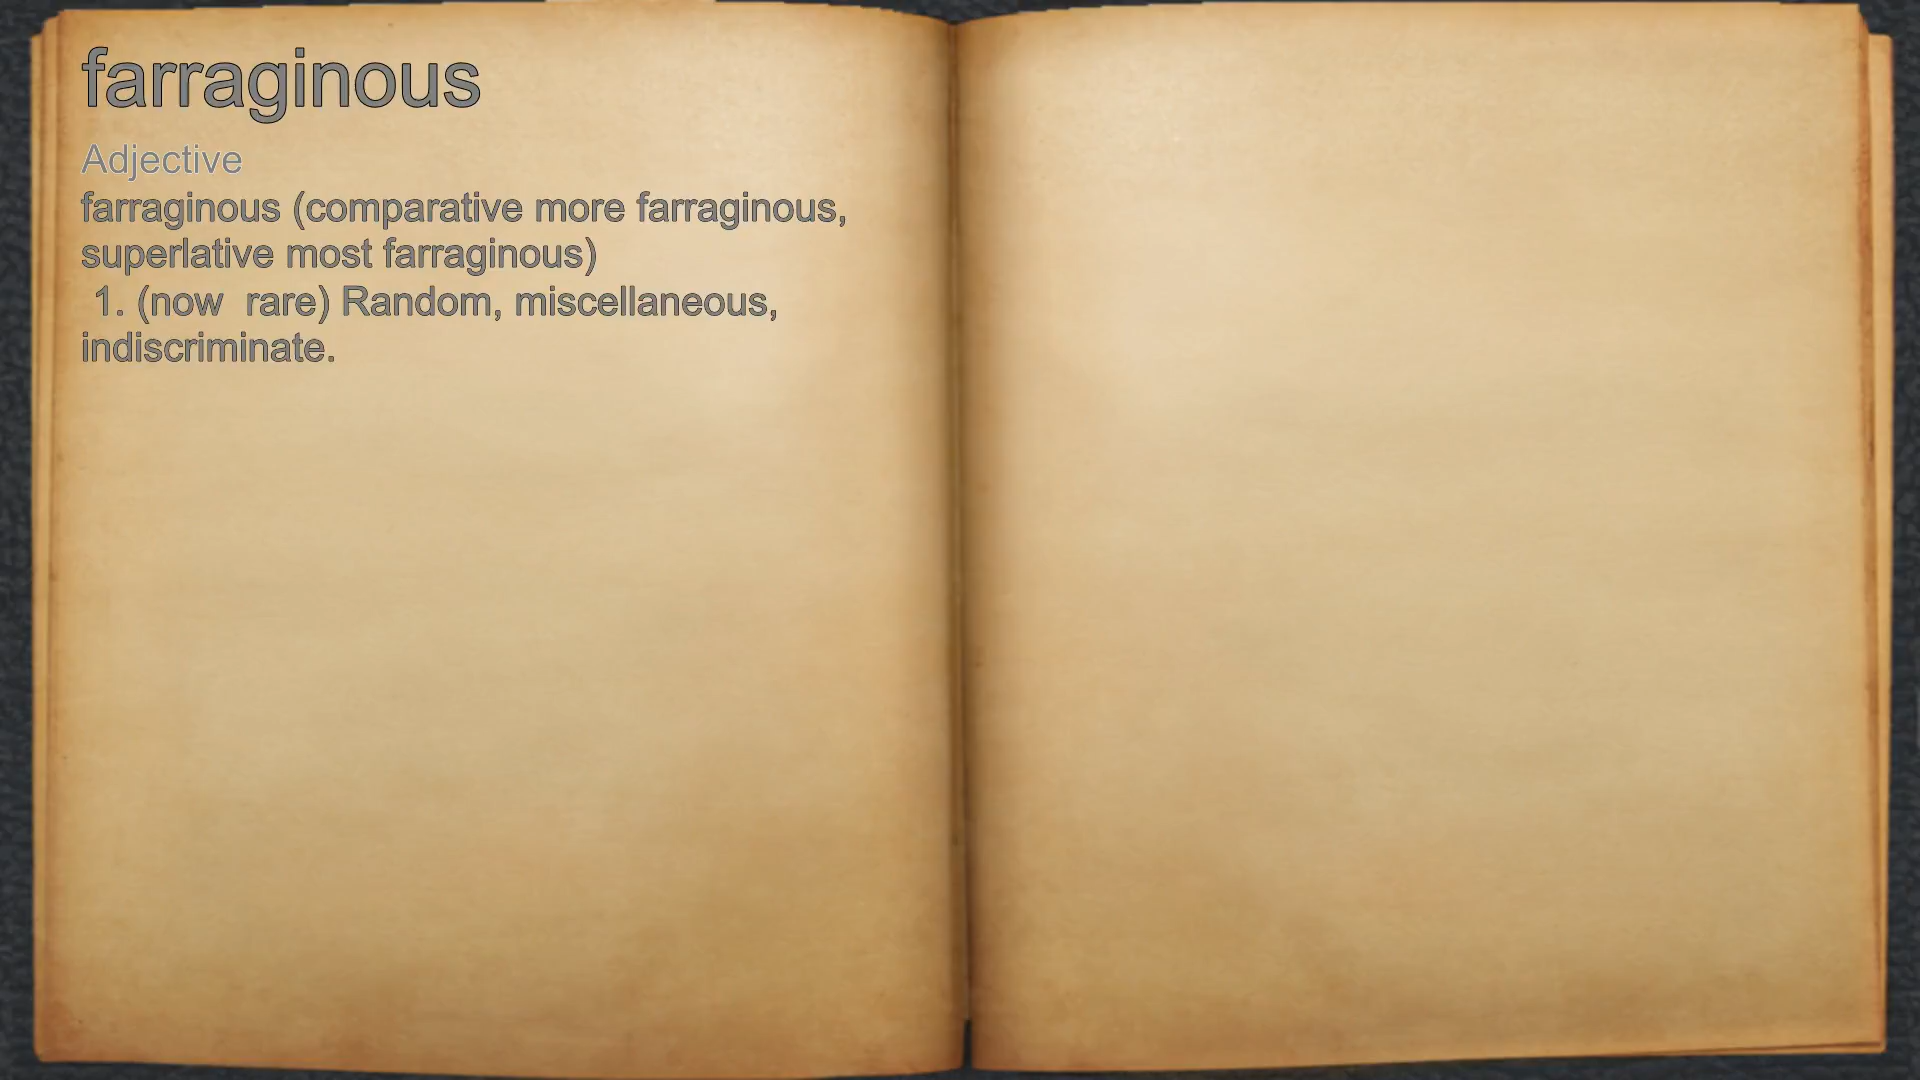 farraginous
Adjective
farraginous (comparative more farraginous,
superlative most farraginous)
1. (now  rare) Random, miscellaneous,
indiscriminate.